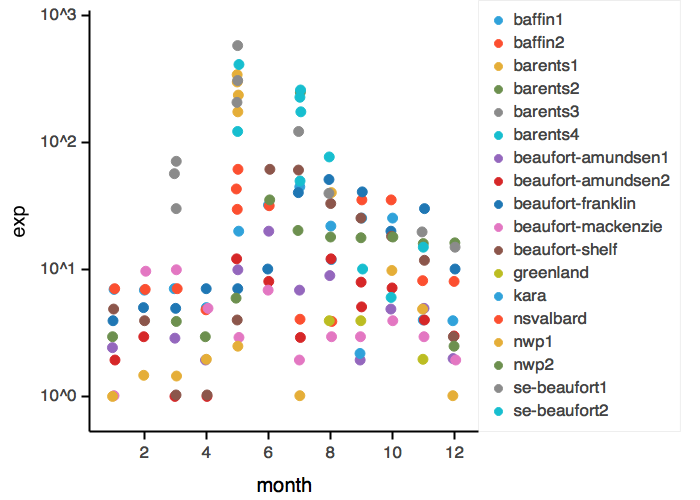 10^3
10^2
10^1
10^0
exp
2 4 6 8 10 12
month
baffin1
baffin2
barents1
barents2
barents3
barents4
beaufort-amundsen1
beaufort-amundsen2
beaufort-franklin
beaufort-mackenzie
beaufort-shelf
greenland
kara
nsvalbard
nwp1
nwp2
se-beaufort1
se-beaufort2